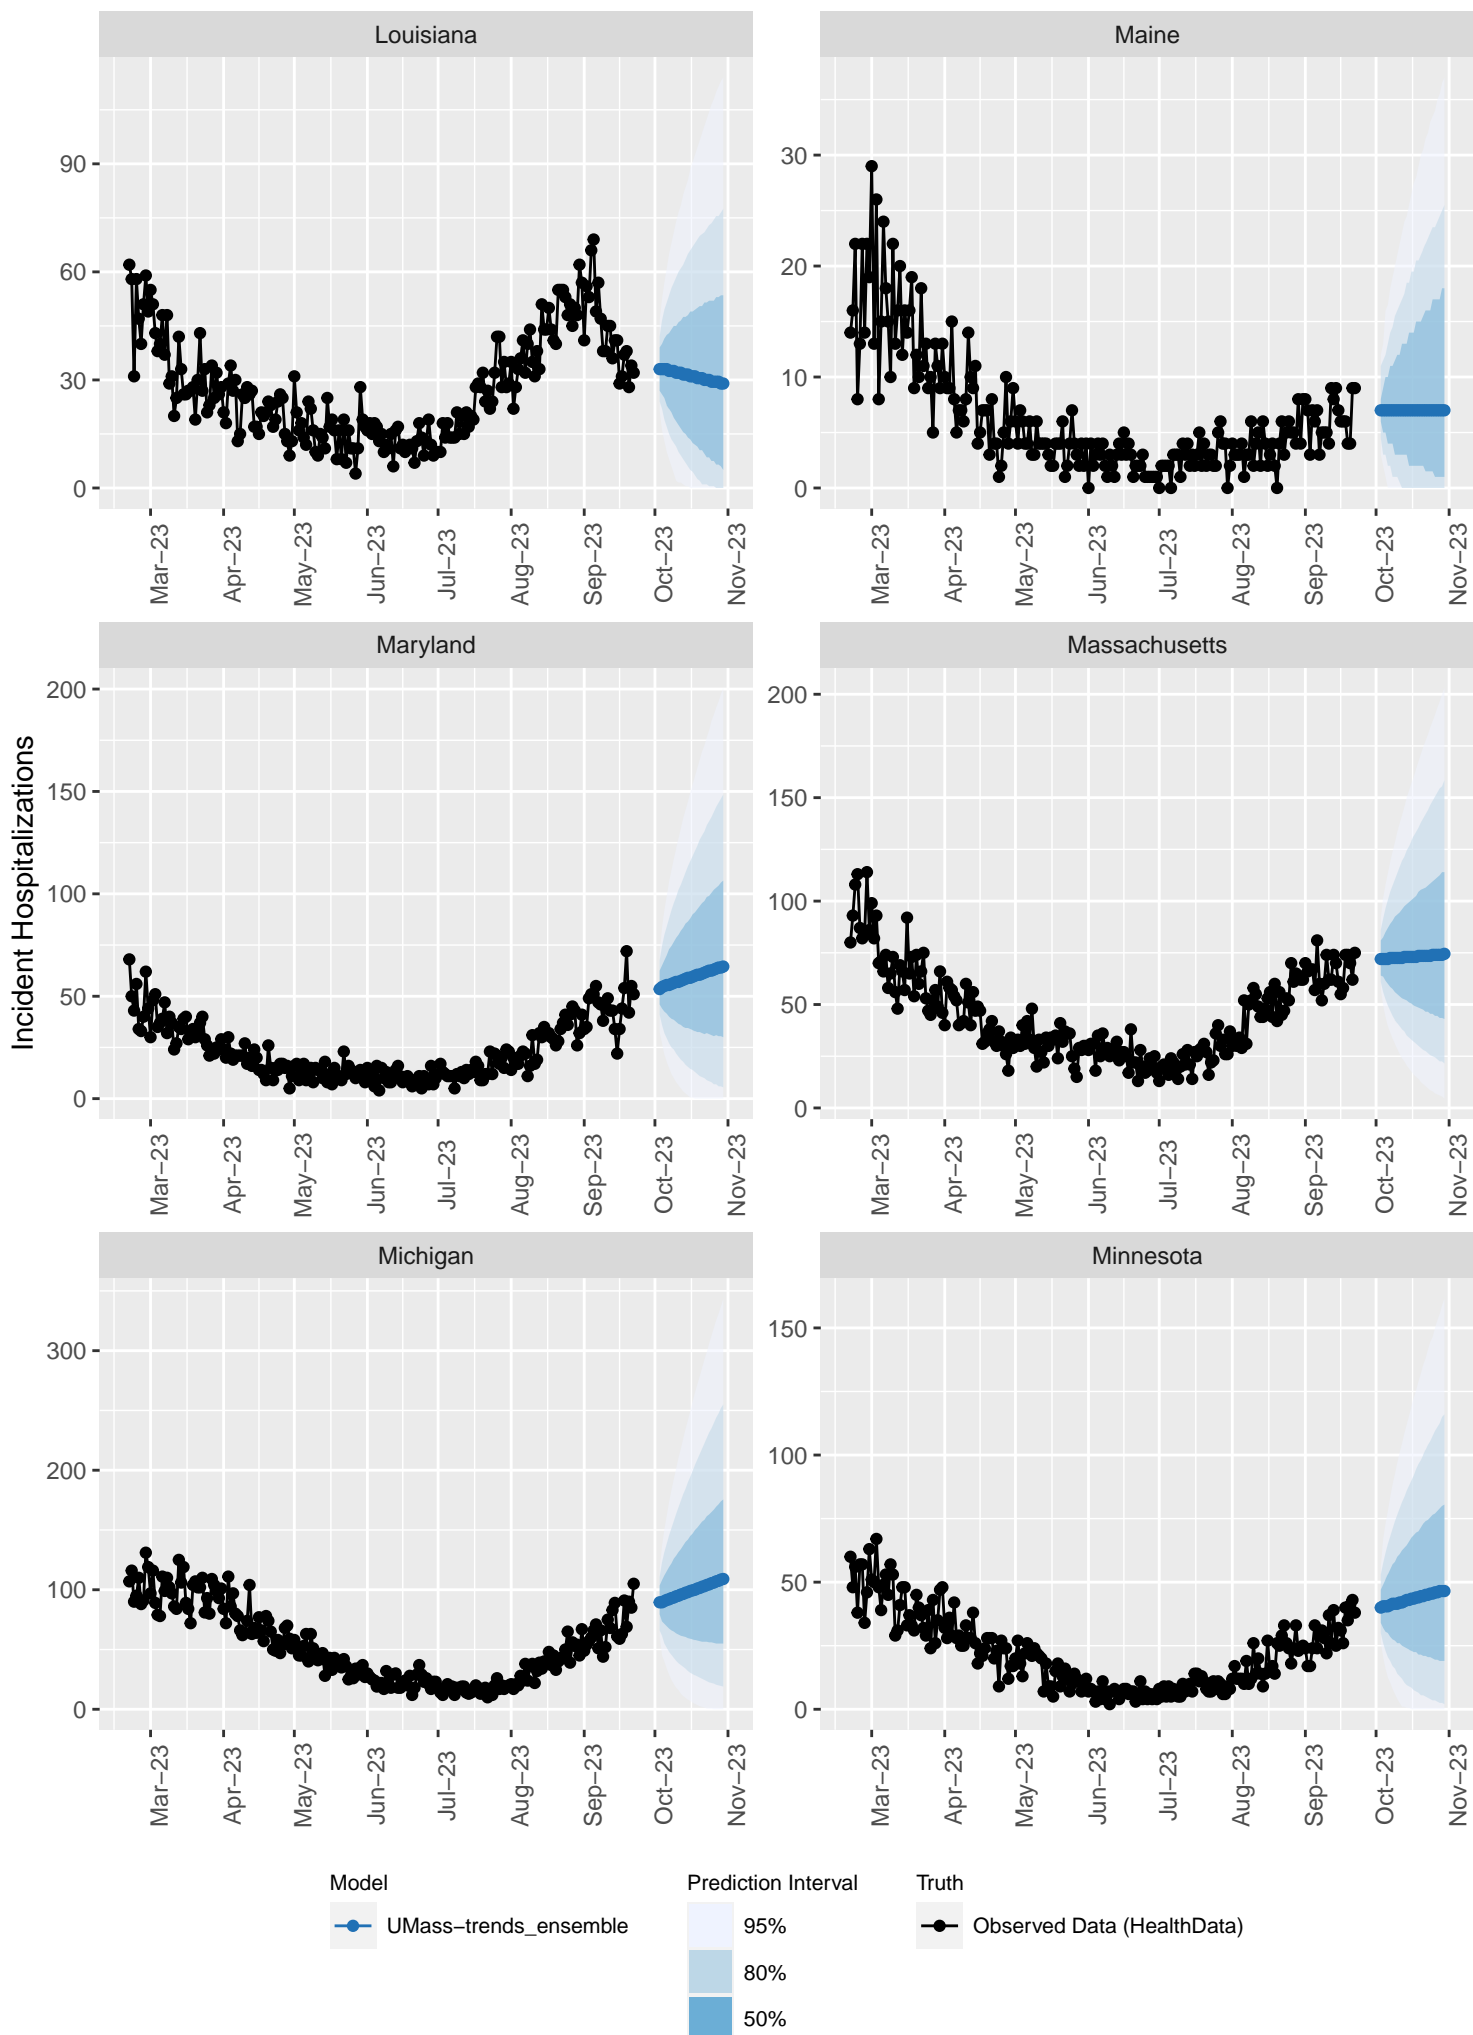 Louisiana
Maine
90
60
30
0
30
20
10
0
Mar−23
Apr−23
May−23
Jun−23
Jul−23
Aug−23
Sep−23
Oct−23
Nov−23
Mar−23
Apr−23
May−23
Jun−23
Jul−23
Aug−23
Sep−23
Oct−23
Nov−23
Incident Hospitalizations
Maryland
Massachusetts
200
150
100
50
0
200
150
100
50
0
Mar−23
Apr−23
May−23
Jun−23
Jul−23
Aug−23
Sep−23
Oct−23
Nov−23
Mar−23
Apr−23
May−23
Jun−23
Jul−23
Aug−23
Sep−23
Oct−23
Nov−23
Michigan
Minnesota
300
200
100
0
150
100
50
0
Mar−23
Apr−23
May−23
Jun−23
Jul−23
Aug−23
Sep−23
Oct−23
Nov−23
Mar−23
Apr−23
May−23
Jun−23
Jul−23
Aug−23
Sep−23
Oct−23
Nov−23
Model
UMass−trends_ensemble
Prediction Interval
95%
80%
50%
Truth
Observed Data (HealthData)